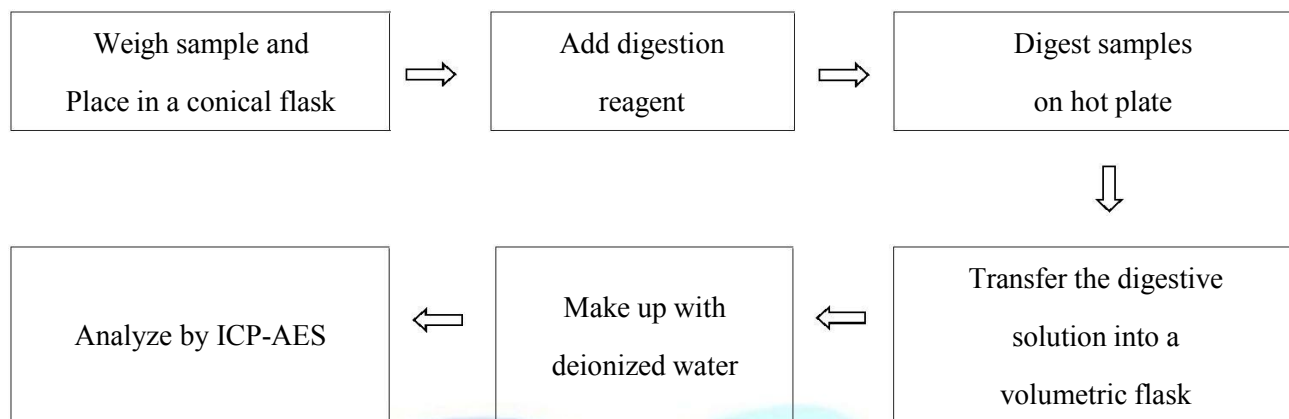 Weigh sample and
Place in a conical flask
Add digestion
reagent
Digest samples
on hot plate
Transfer the digestive
solution into a
volumetric flask
Make up with
deionized water
Analyze by ICP-AES